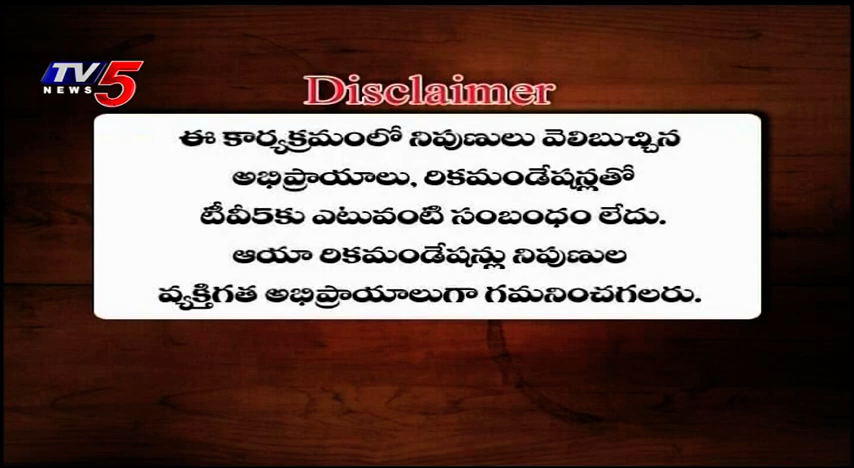 TV5
NEWS
Disclaimer
ఈ కార్యక్రమంలో నిపుణులు వెలిబుచ్చిన
అభిప్రాయాలు, రికమండేషన్లతో
టీవీ5కు ఎటువంటి సంబంధం లేదు.
ఆయా రికమండేషన్లు నిపుణుల
వ్యక్తిగత అభిప్రాయాలుగా గమనించగలరు.